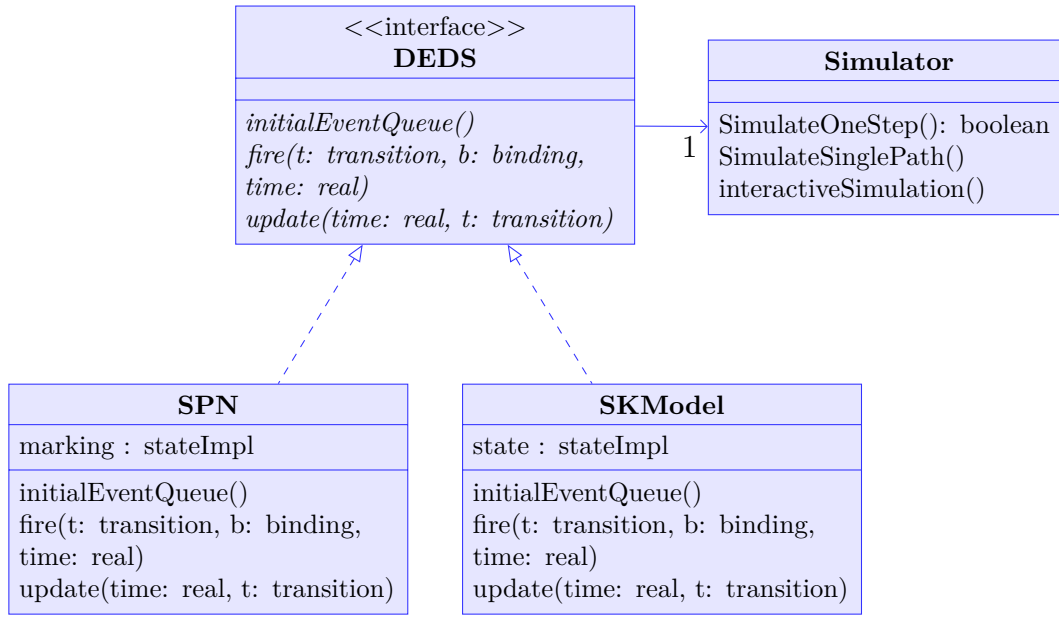 <<interface>>
DEDS
initialEventQueue()
fire(t: transition, b: binding,
time: real)
update(time: real, t: transition)
Simulator
SimulateOneStep(): boolean
SimulateSinglePath()
interactiveSimulation()
1
SPN
marking : stateImpl
initialEventQueue()
fire(t: transition, b: binding,
time: real)
update(time: real, t: transition)
SKModel
state : stateImpl
initialEventQueue()
fire(t: transition, b: binding,
time: real)
update(time: real, t: transition)